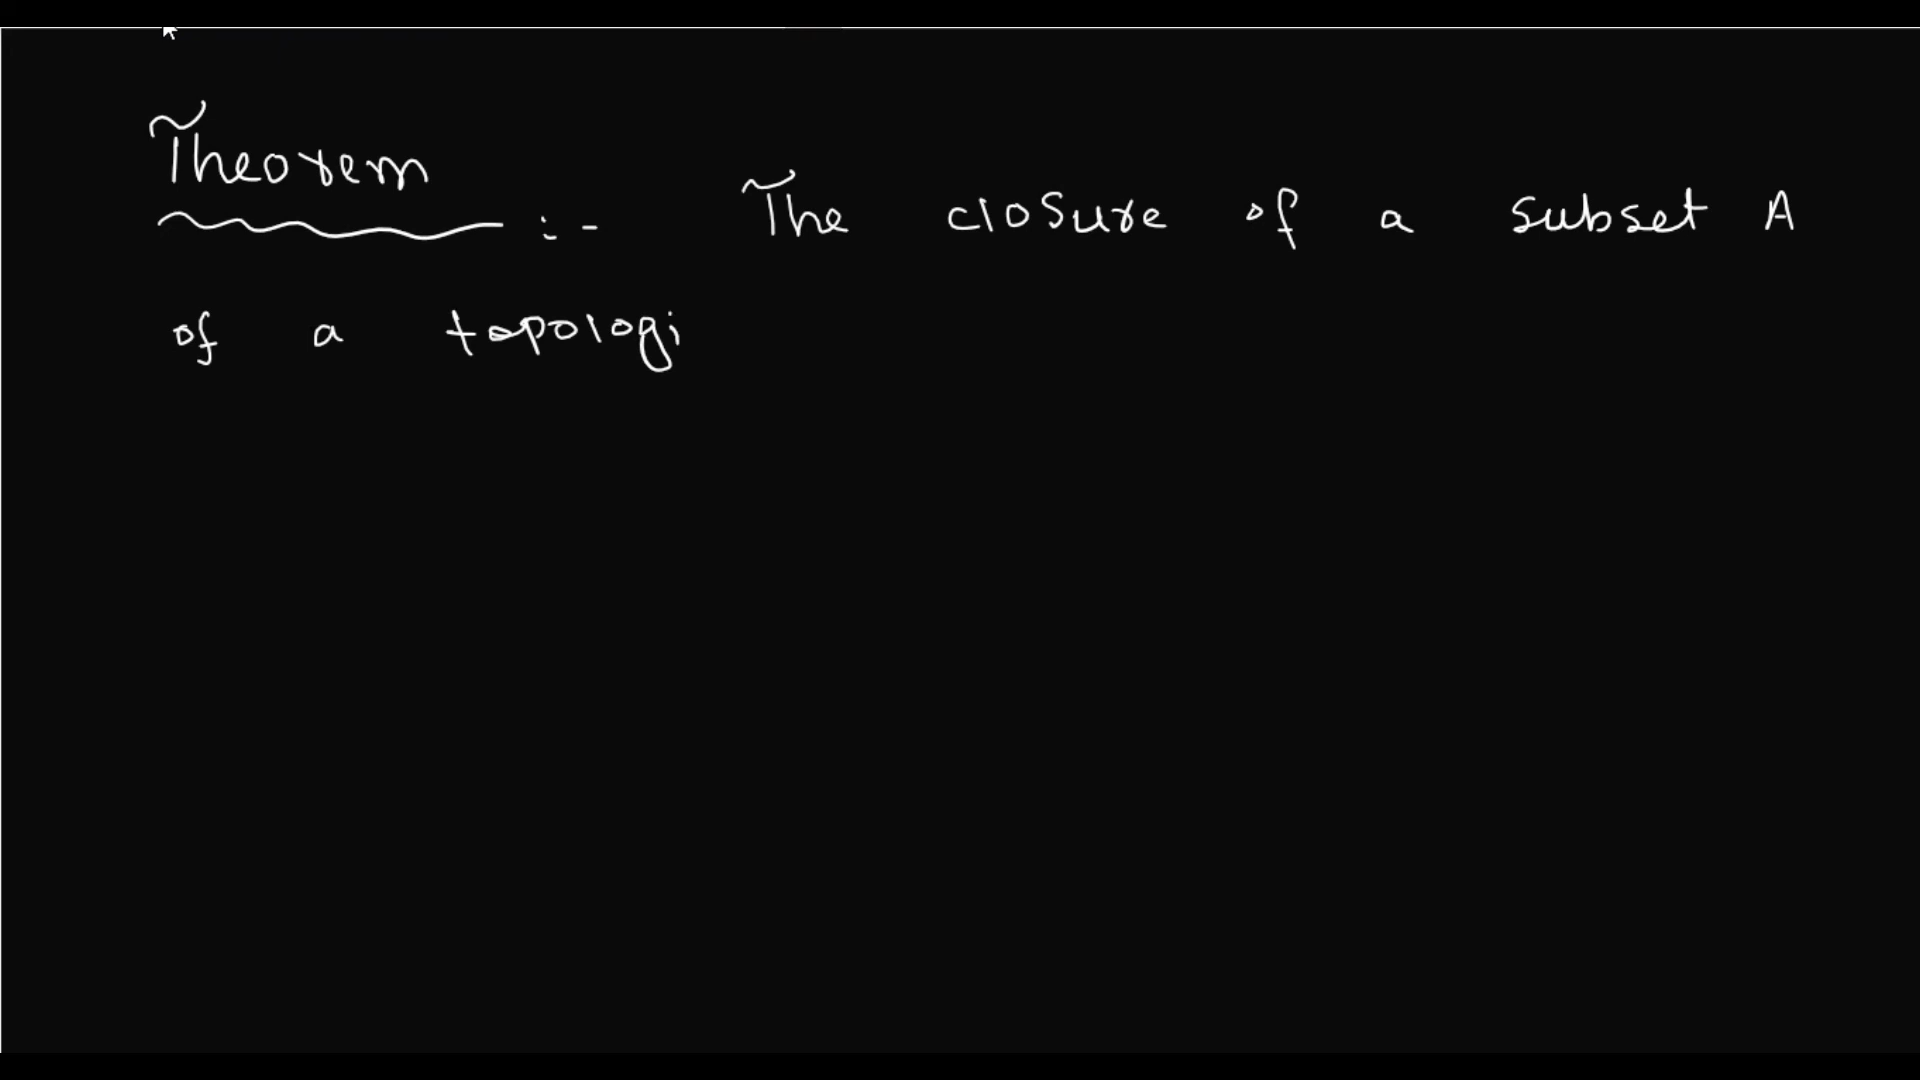 Theorem :- The closure of a subset A
of a topologi